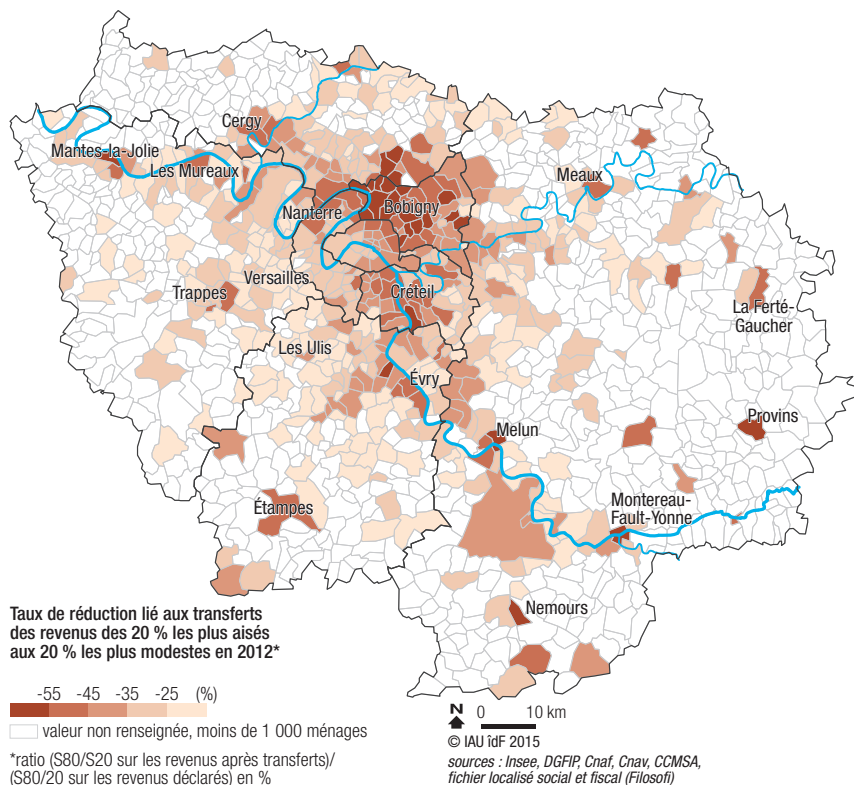 Cergy
Mantes-la-Jolie
Les Mureaux
Meaux
Nanterre
Bobigny
Versailles
Trappes
Créteil
La Ferté-
Gaucher
Les Ulis
Évry
Provins
Melun
Étampes
Montereau-
Fault-Yonne
Nemours
Taux de réduction lié aux transferts
des revenus des 20 % les plus aisés
aux 20 % les plus modestes en 2012*
-55 -45 -35 -25 (%)
valeur non renseignée, moins de 1 000 ménages
*ratio (S80/S20 sur les revenus après transferts)/
(S80/20 sur les revenus déclarés) en %
N 0 10 km
© IAU îdF 2015
sources : Insee, DGFIP, Cnaf, Cnav, CCMSA,
fichier localisé social et fiscal (Filosofi)